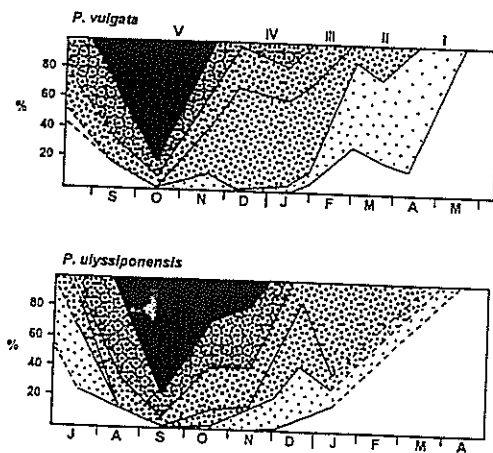 P. vulgata
V IV III II I
80
60
%
40
20
S O N D J F M A M
P. ulyssiponensis
80
60
%
40
20
J A S O N D J F M A